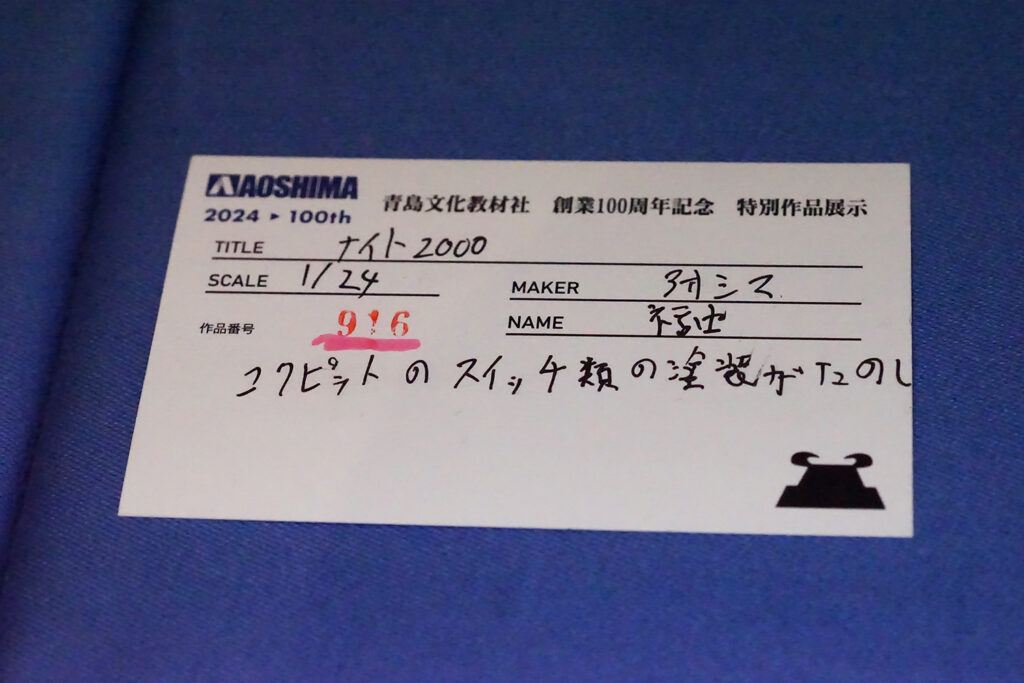 AOSHIMA
2024 ▸ 100th
青島文化教材社 創業100周年記念 特別作品展示
TITLE ナイト2000
SCALE 1/24
MAKER アオシマ
作品番号 916
NAME
コクピットのスイッチ類の塗装がたのし